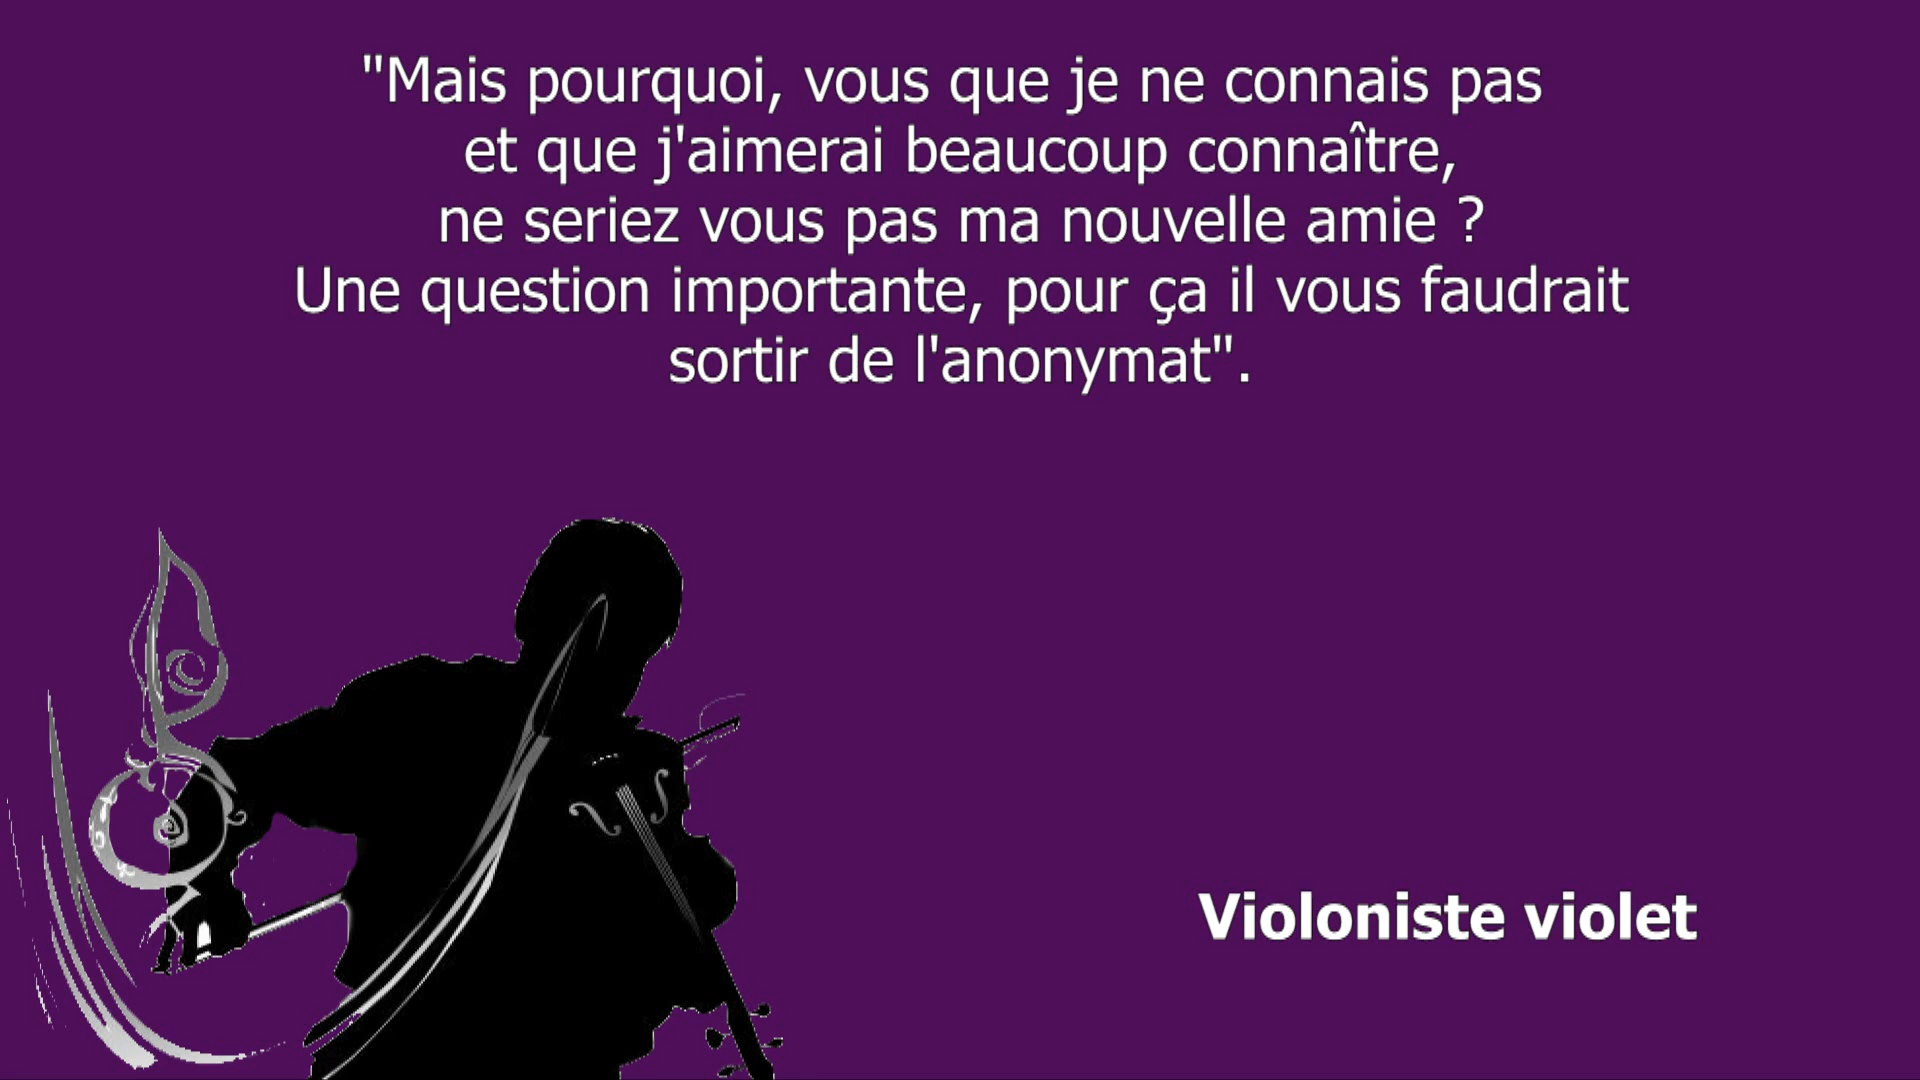 "Mais pourquoi, vous que je ne connais pas
et que j'aimerai beaucoup connaître,
ne seriez vous pas ma nouvelle amie ?
Une question importante, pour ça il vous faudrait
sortir de l'anonymat".
Violoniste violet